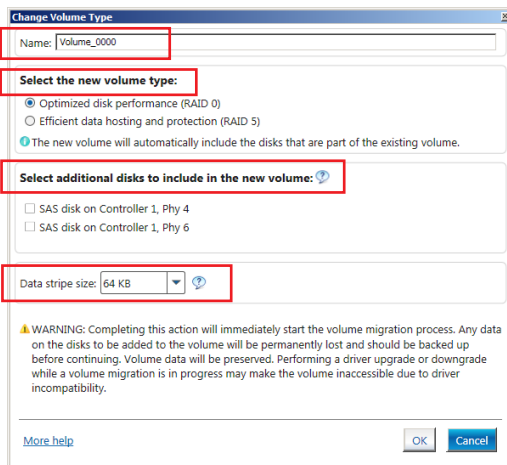 Change Volume Type
Name: Volume_0000
Select the new volume type:
Optimized disk performance (RAID 0)
Efficient data hosting and protection (RAID 5)
The new volume will automatically include the disks that are part of the existing volume.
Select additional disks to include in the new volume:
SAS disk on Controller 1, Phy 4
SAS disk on Controller 1, Phy 6
Data stripe size: 64 KB
WARNING: Completing this action will immediately start the volume migration process. Any data
on the disks to be added to the volume will be permanently lost and should be backed up
before continuing. Volume data will be preserved. Performing a driver upgrade or downgrade
while a volume migration is in progress may make the volume inaccessible due to driver
incompatibility.
More help
OK
Cancel